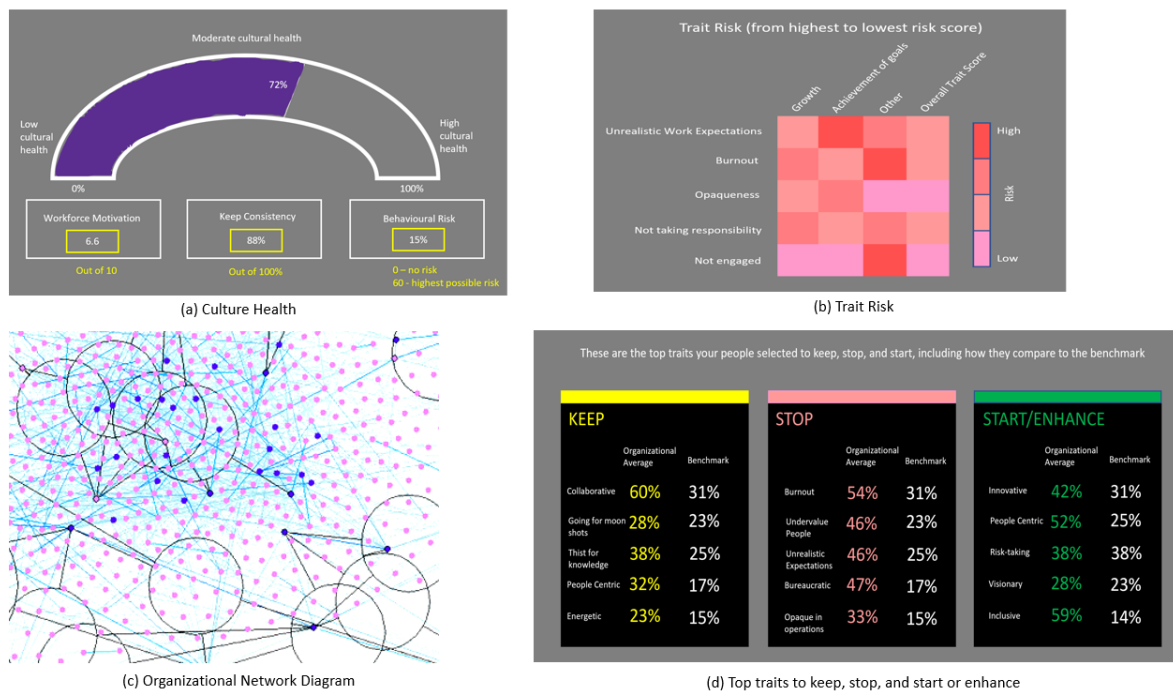 Moderate cultural health
72%
Low
cultural
health
High
cultural
health
0%
100%
Workforce Motivation
6.6
Out of 10
Keep Consistency
88%
Out of 100%
Behavioural Risk
15%
0 – no risk
60 - highest possible risk
(a) Culture Health
Trait Risk (from highest to lowest risk score)
Growth
Achievement of goals
Other
Overall Trait Score
Unrealistic Work Expectations
Burnout
Opaqueness
Not taking responsibility
Not engaged
High
Risk
Low
(b) Trait Risk
(c) Organizational Network Diagram
These are the top traits your people selected to keep, stop, and start, including how they compare to the benchmark
KEEP
Organizational
Average
Benchmark
Collaborative 60% 31%
Going for moon
shots
28% 23%
Thist for
knowledge
38% 25%
People Centric 32% 17%
Energetic 23% 15%
STOP
Organizational
Average
Benchmark
Burnout 54% 31%
Undervalue
People
46% 23%
Unrealistic
Expectations
46% 25%
Bureaucratic 47% 17%
Opaque in
operations
33% 15%
START/ENHANCE
Organizational
Average
Benchmark
Innovative 42% 31%
People Centric 52% 25%
Risk-taking 38% 38%
Visionary 28% 23%
Inclusive 59% 14%
(d) Top traits to keep, stop, and start or enhance